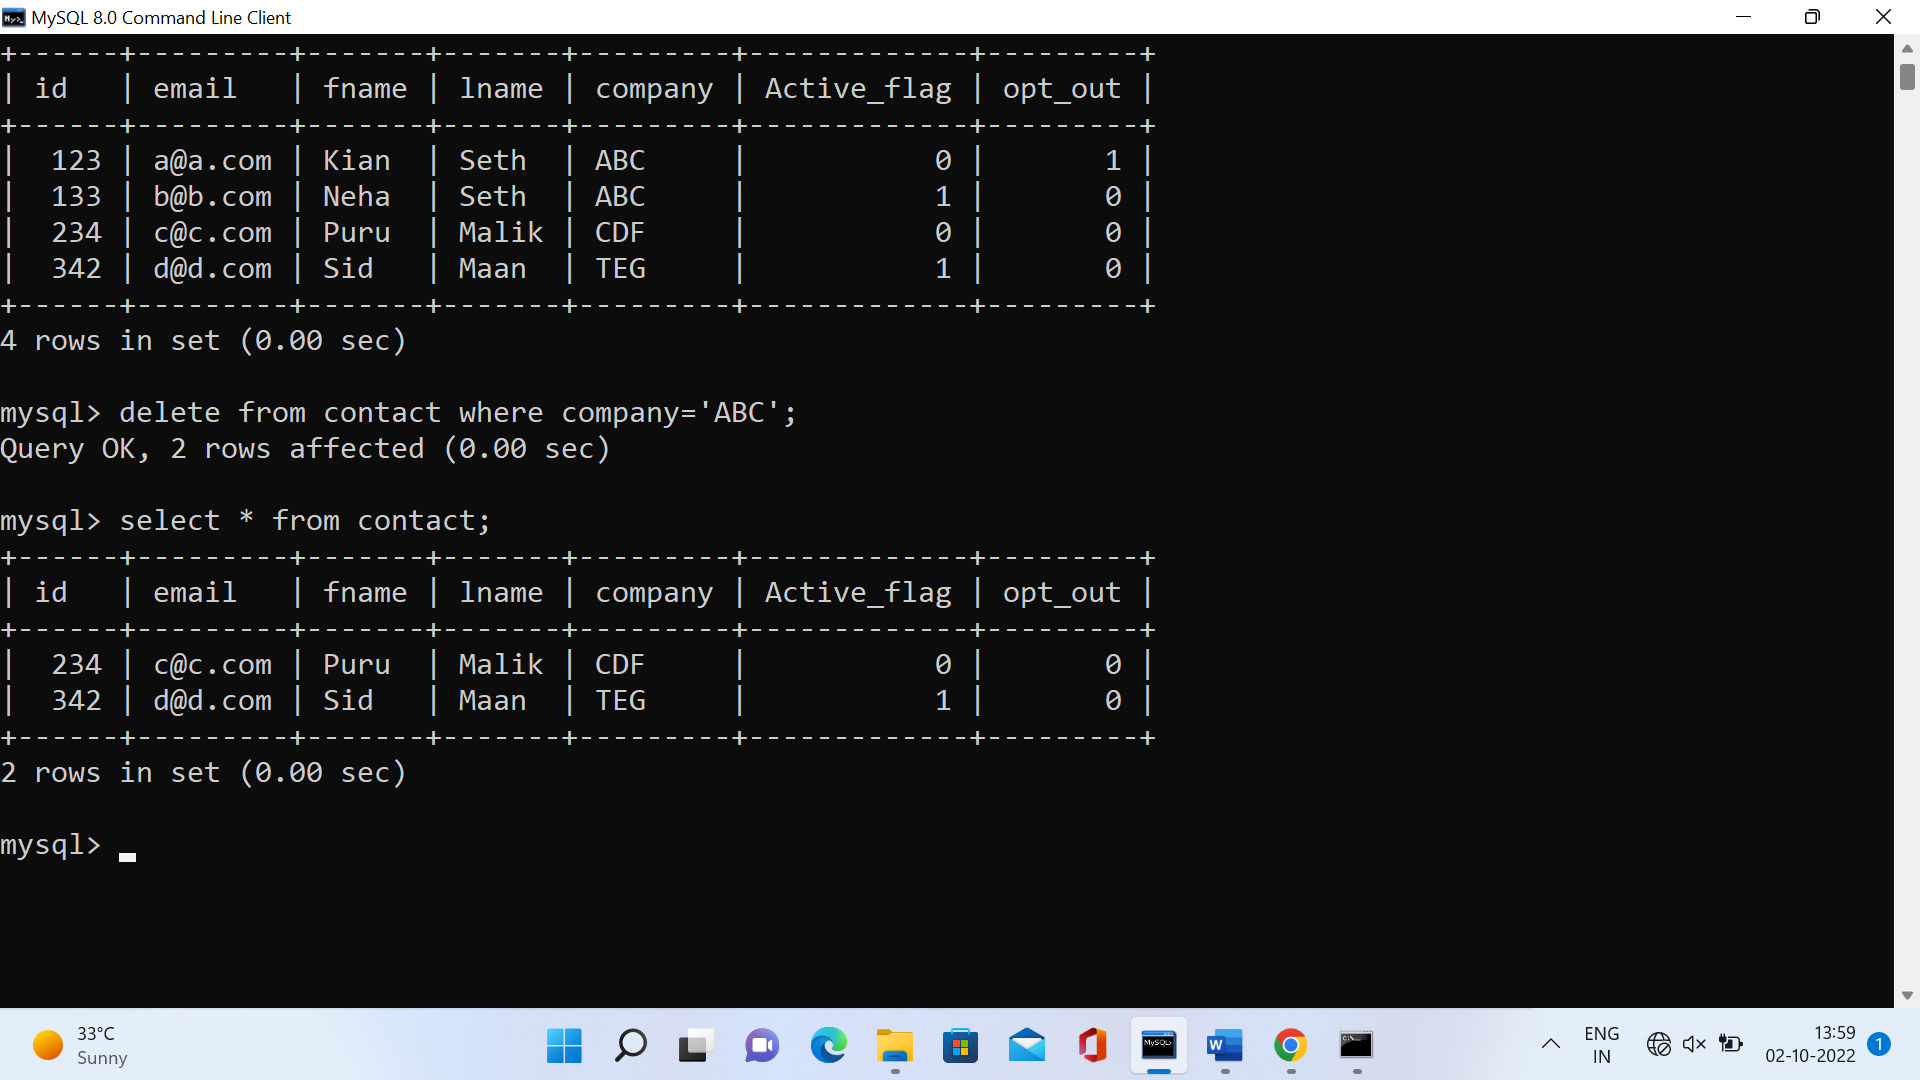 MySQL 8.0 Command Line Client
+------+---------+-------+-------+---------+-------------+---------+
| id   | email   | fname | lname | company | Active_flag | opt_out |
+------+---------+-------+-------+---------+-------------+---------+
|  123 | a@a.com | Kian  | Seth  | ABC     |           0 |       1 |
|  133 | b@b.com | Neha  | Seth  | ABC     |           1 |       0 |
|  234 | c@c.com | Puru  | Malik | CDF     |           0 |       0 |
|  342 | d@d.com | Sid   | Maan  | TEG     |           1 |       0 |
+------+---------+-------+-------+---------+-------------+---------+
4 rows in set (0.00 sec)
mysql> delete from contact where company='ABC';
Query OK, 2 rows affected (0.00 sec)
mysql> select * from contact;
+------+---------+-------+-------+---------+-------------+---------+
| id   | email   | fname | lname | company | Active_flag | opt_out |
+------+---------+-------+-------+---------+-------------+---------+
|  234 | c@c.com | Puru  | Malik | CDF     |           0 |       0 |
|  342 | d@d.com | Sid   | Maan  | TEG     |           1 |       0 |
+------+---------+-------+-------+---------+-------------+---------+
2 rows in set (0.00 sec)
mysql>
33°C
Sunny
MySQL
W
ENG
IN
13:59
02-10-2022
1